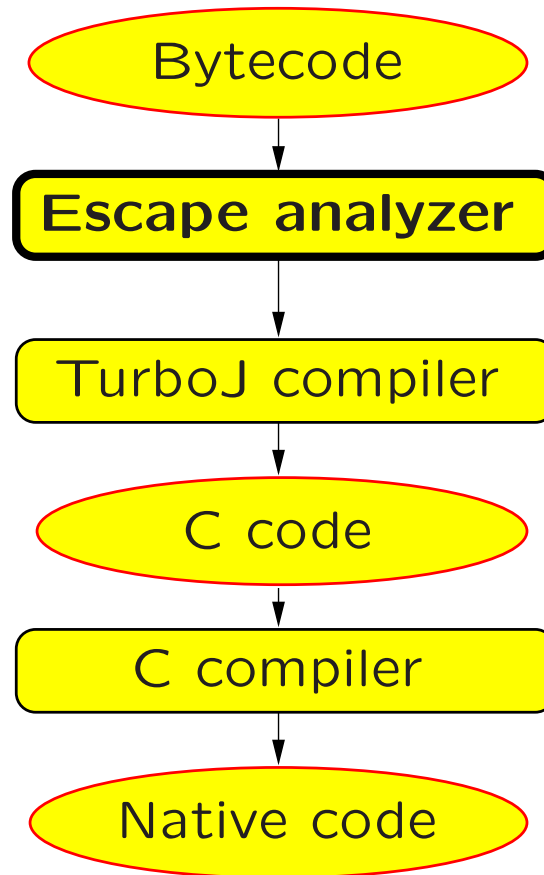 Bytecode
Escape analyzer
TurboJ compiler
C code
C compiler
Native code